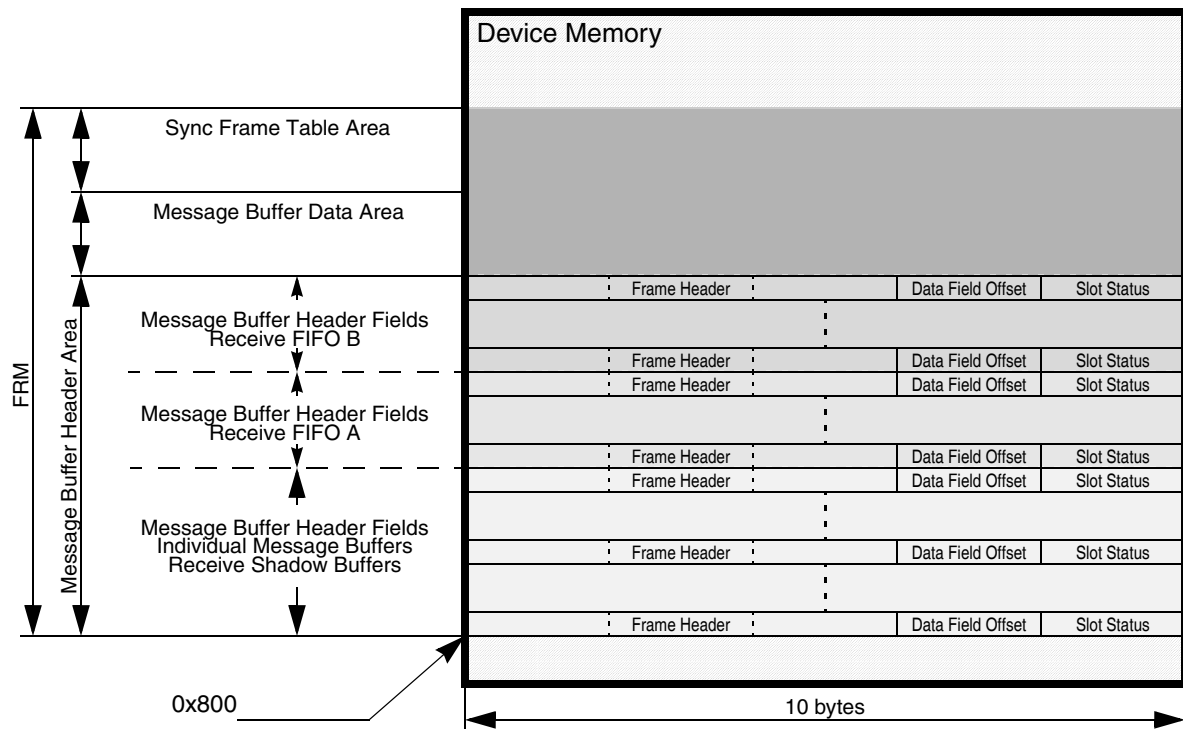 Device Memory
Sync Frame Table Area
Message Buffer Data Area
FRM
Message Buffer Header Area
Message Buffer Header Fields
Receive FIFO B
Message Buffer Header Fields
Receive FIFO A
Message Buffer Header Fields
Individual Message Buffers
Receive Shadow Buffers
Frame Header Data Field Offset Slot Status
Frame Header Data Field Offset Slot Status
Frame Header Data Field Offset Slot Status
Frame Header Data Field Offset Slot Status
Frame Header Data Field Offset Slot Status
Frame Header Data Field Offset Slot Status
Frame Header Data Field Offset Slot Status
0x800
10 bytes